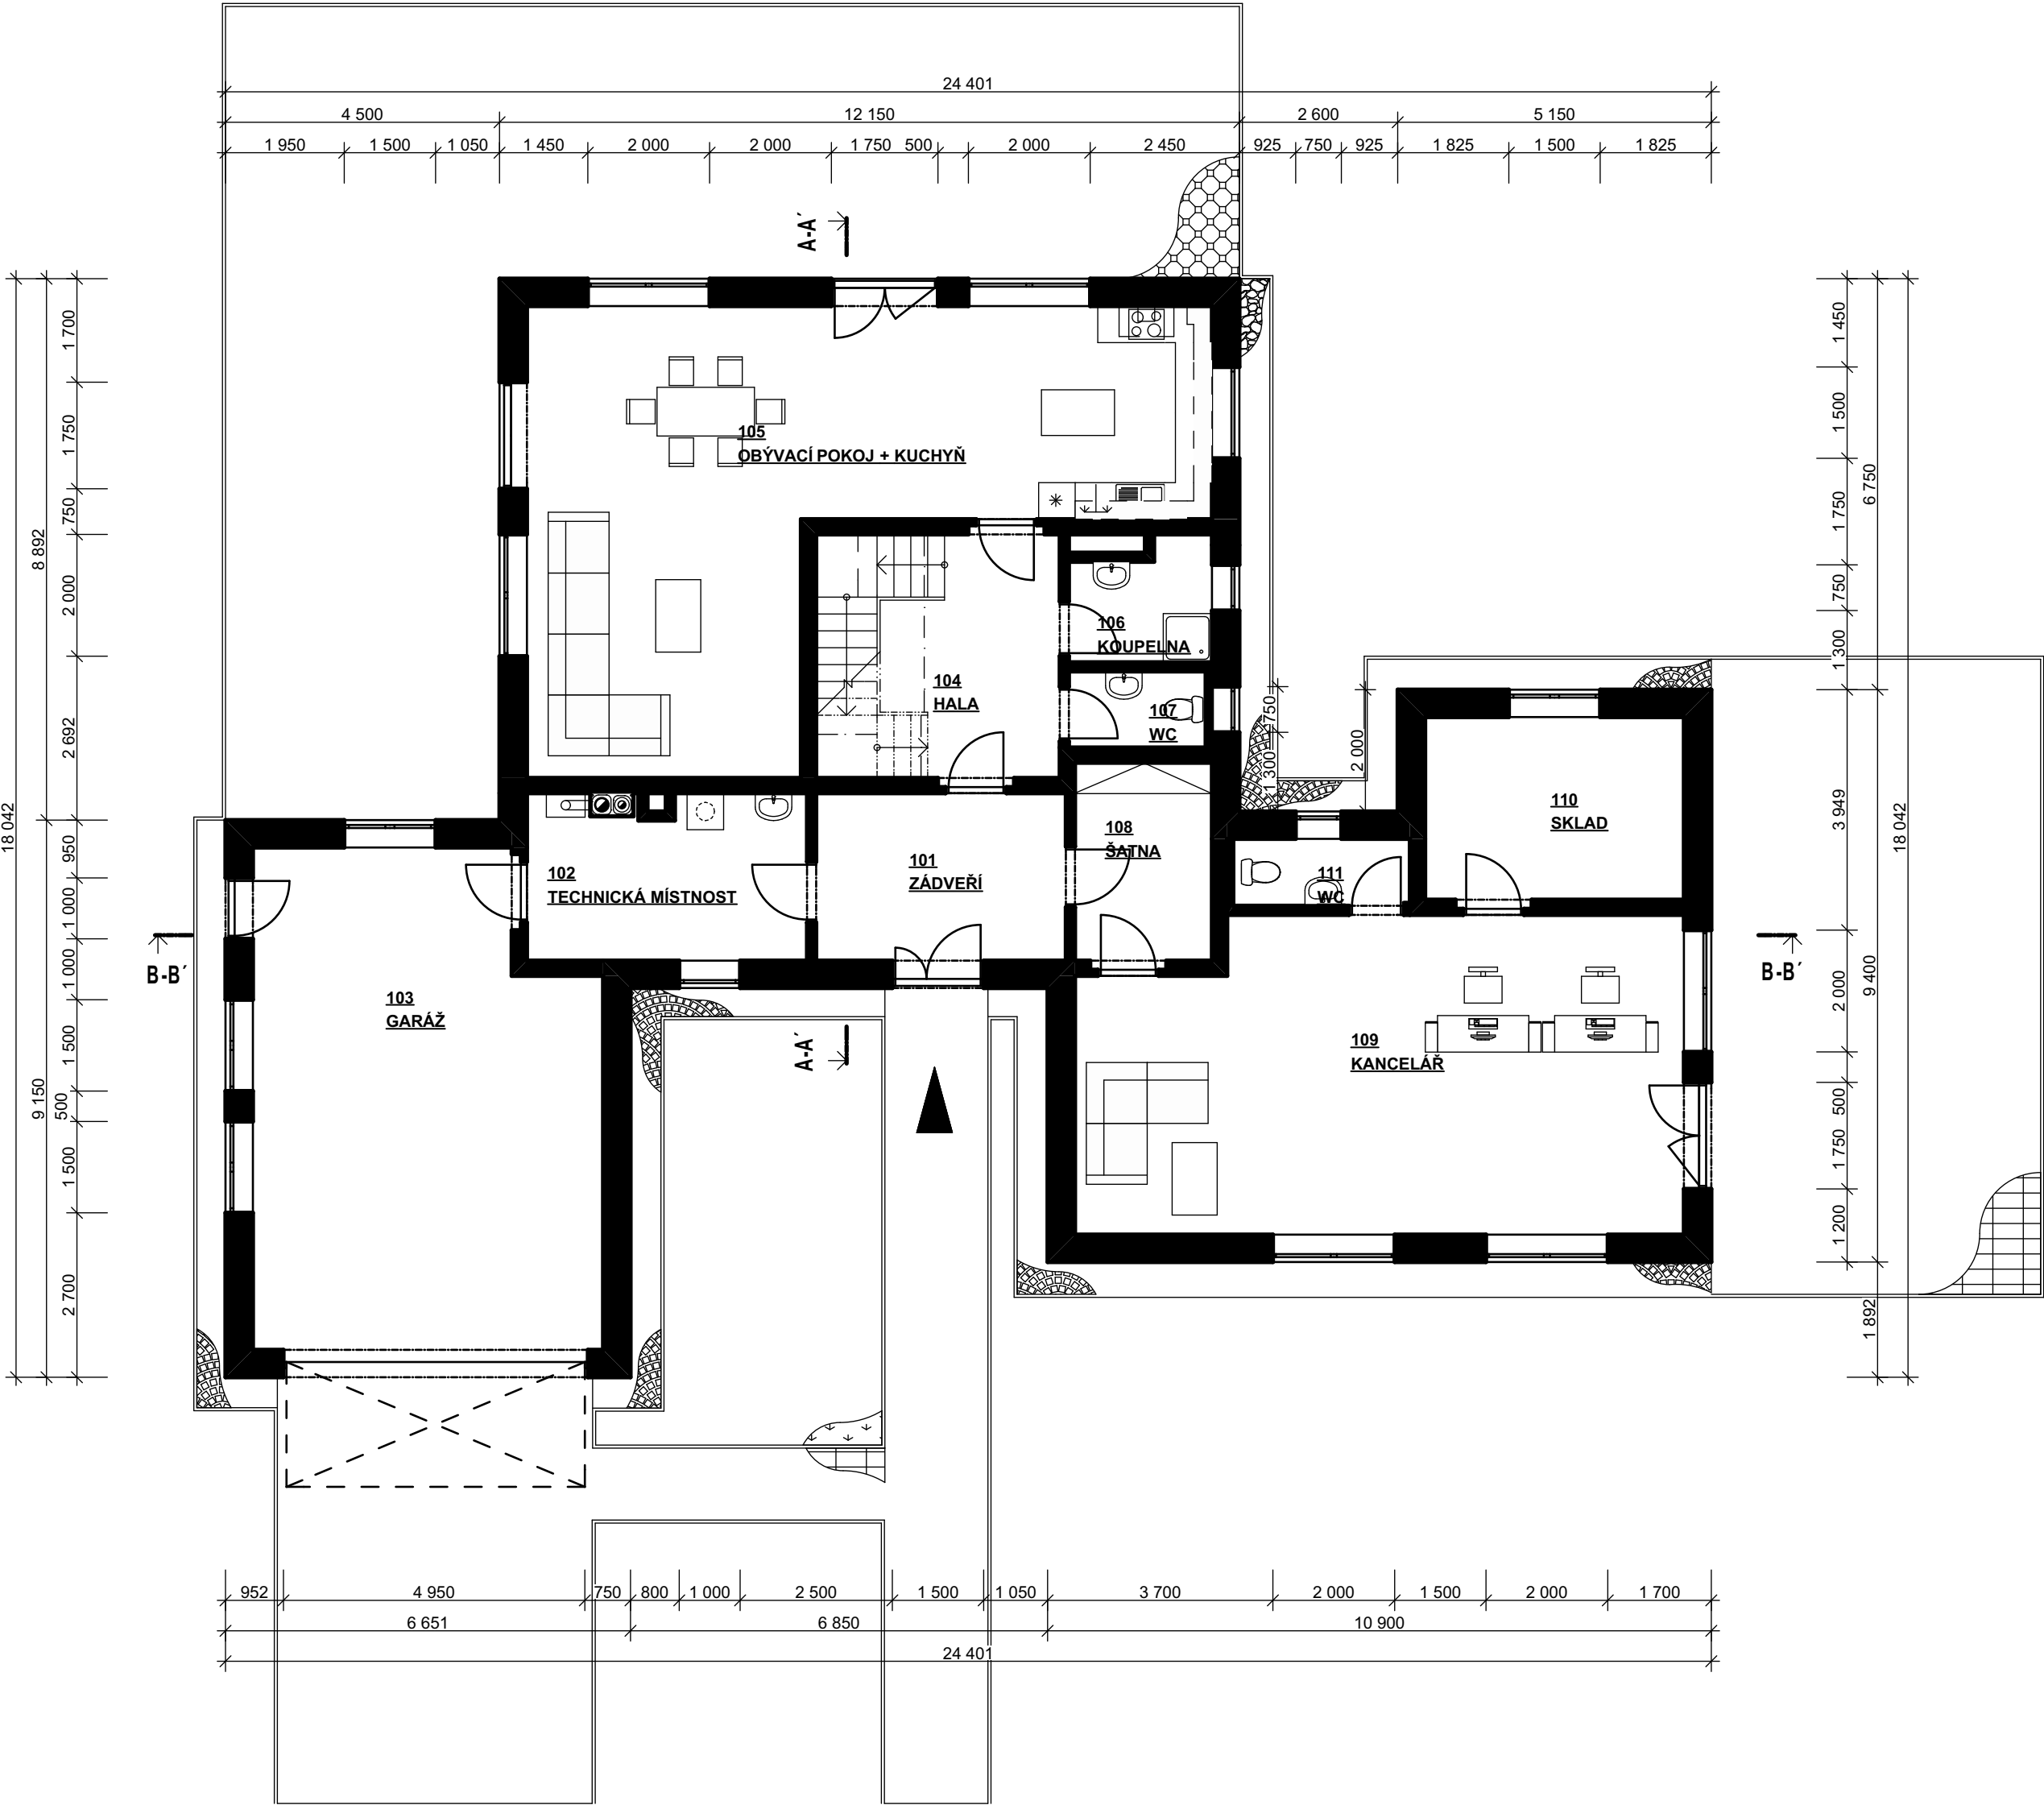 24 401
4 500 12 150 2 600 5 150
1 950 1 500 1 050 1 450 2 000 2 000 1 750 500 2 000 2 450 925 750 925 1 825 1 500 1 825
A-A´
18 042
8 892
9 150
1 700
1 750
750
2 000
2 692
950
1 000
1 000
1 500
500
1 500
2 700
105
OBÝVACÍ POKOJ + KUCHYŇ
106
KOUPELNA
104
HALA
107
WC
750
1 300
2 000
110
SKLAD
108
ŠATNA
101
ZÁDVEŘÍ
102
TECHNICKÁ MÍSTNOST
111
WC
B-B´
B-B´
103
GARÁŽ
A-A´
109
KANCELÁŘ
1 450
1 500
1 750
750
1 300
3 949
2 000
500
1 750
1 200
6 750
9 400
1 892
18 042
952 4 950 750 800 1 000 2 500 1 500 1 050 3 700 2 000 1 500 2 000 1 700
6 651 6 850 10 900
24 401